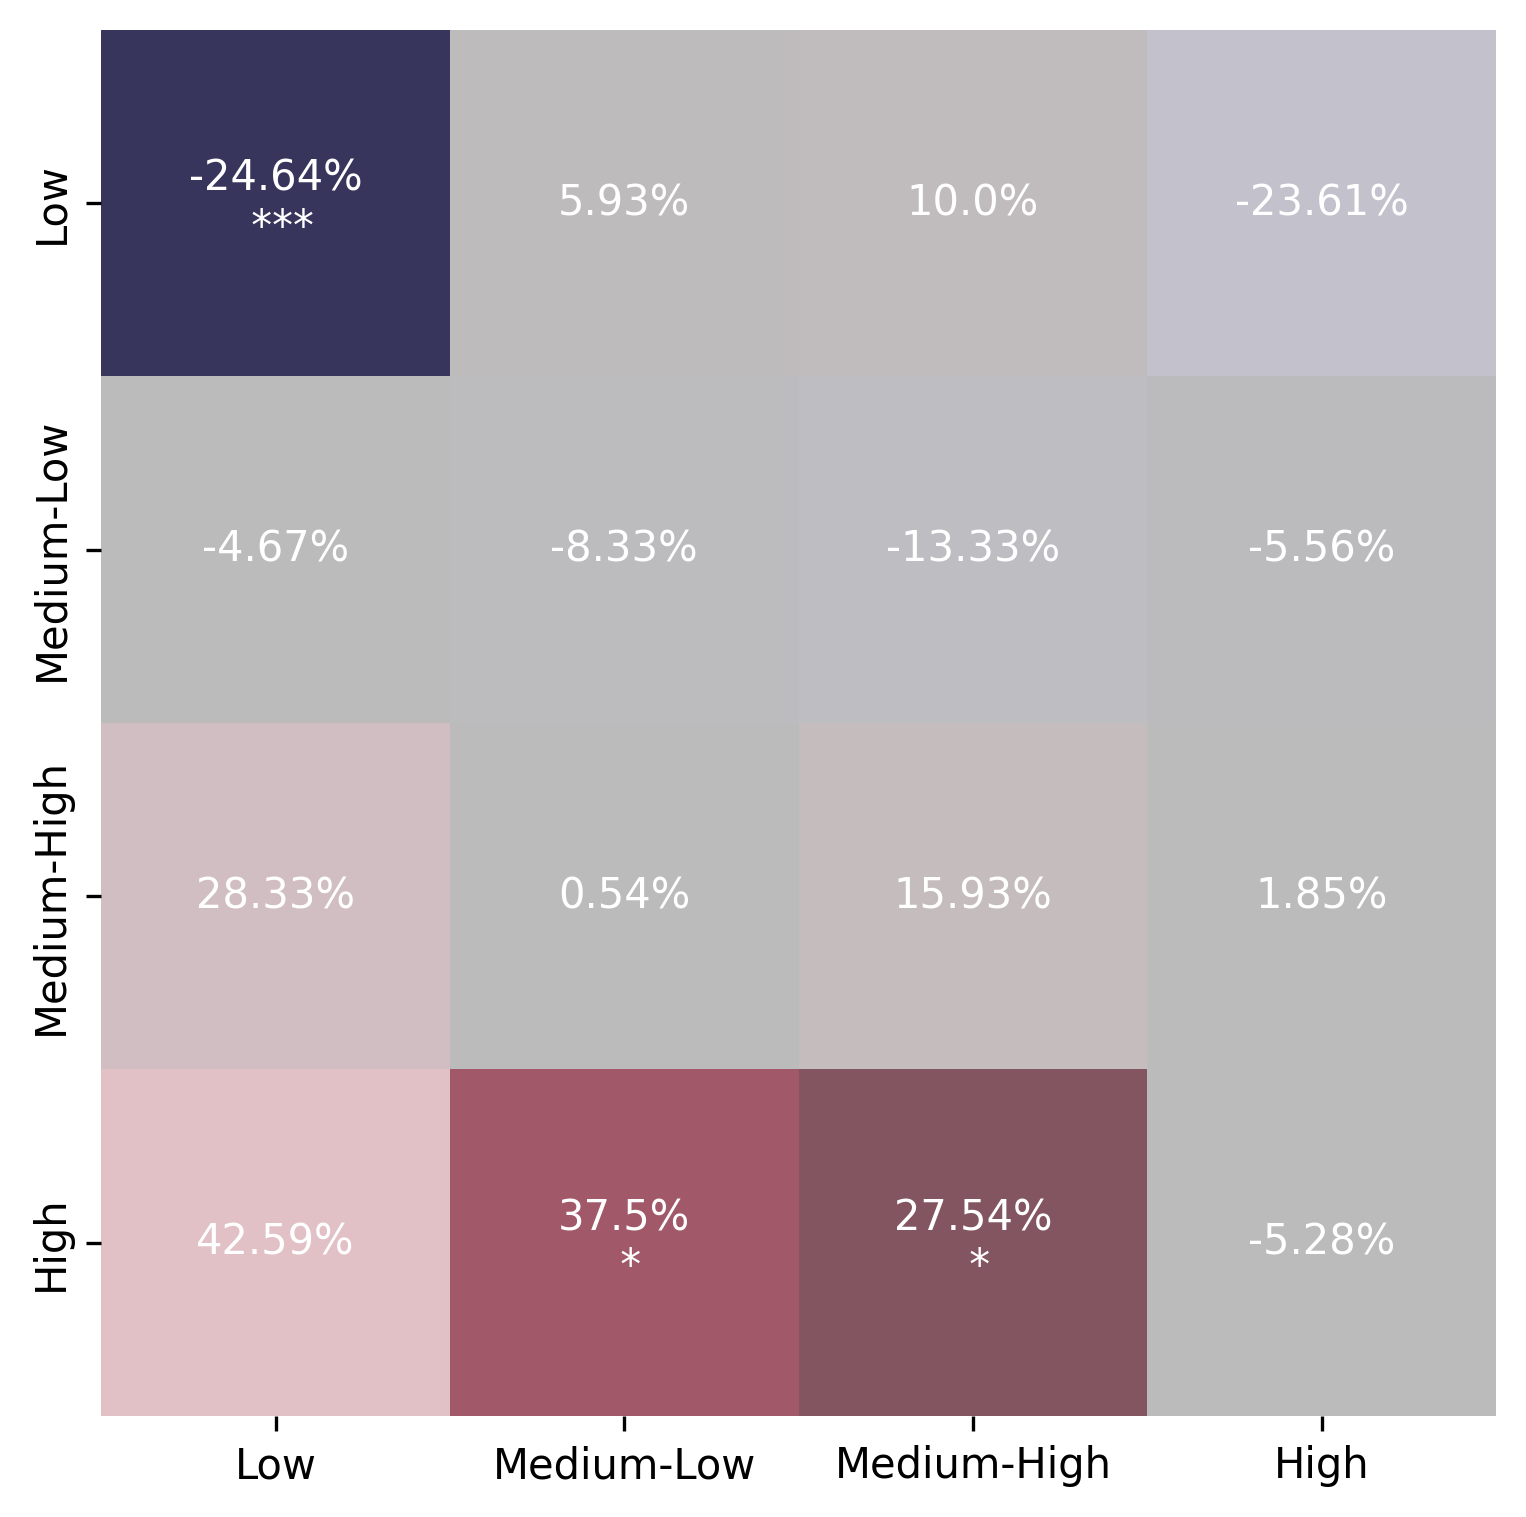 Low
-24.64%
***
5.93%
10.0%
-23.61%
Medium-Low
-4.67%
-8.33%
-13.33%
-5.56%
Medium-High
28.33%
0.54%
15.93%
1.85%
High
42.59%
37.5%
*
27.54%
*
-5.28%
Low
Medium-Low
Medium-High
High